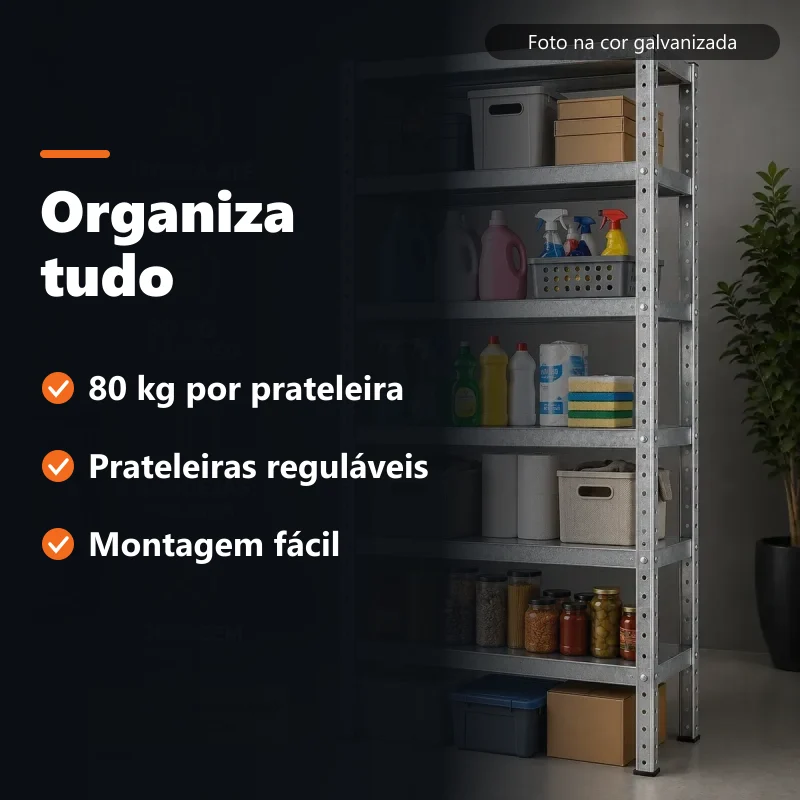 Foto na cor galvanizada
Organiza
tudo
80 kg por prateleira
Prateleiras reguláveis
Montagem fácil